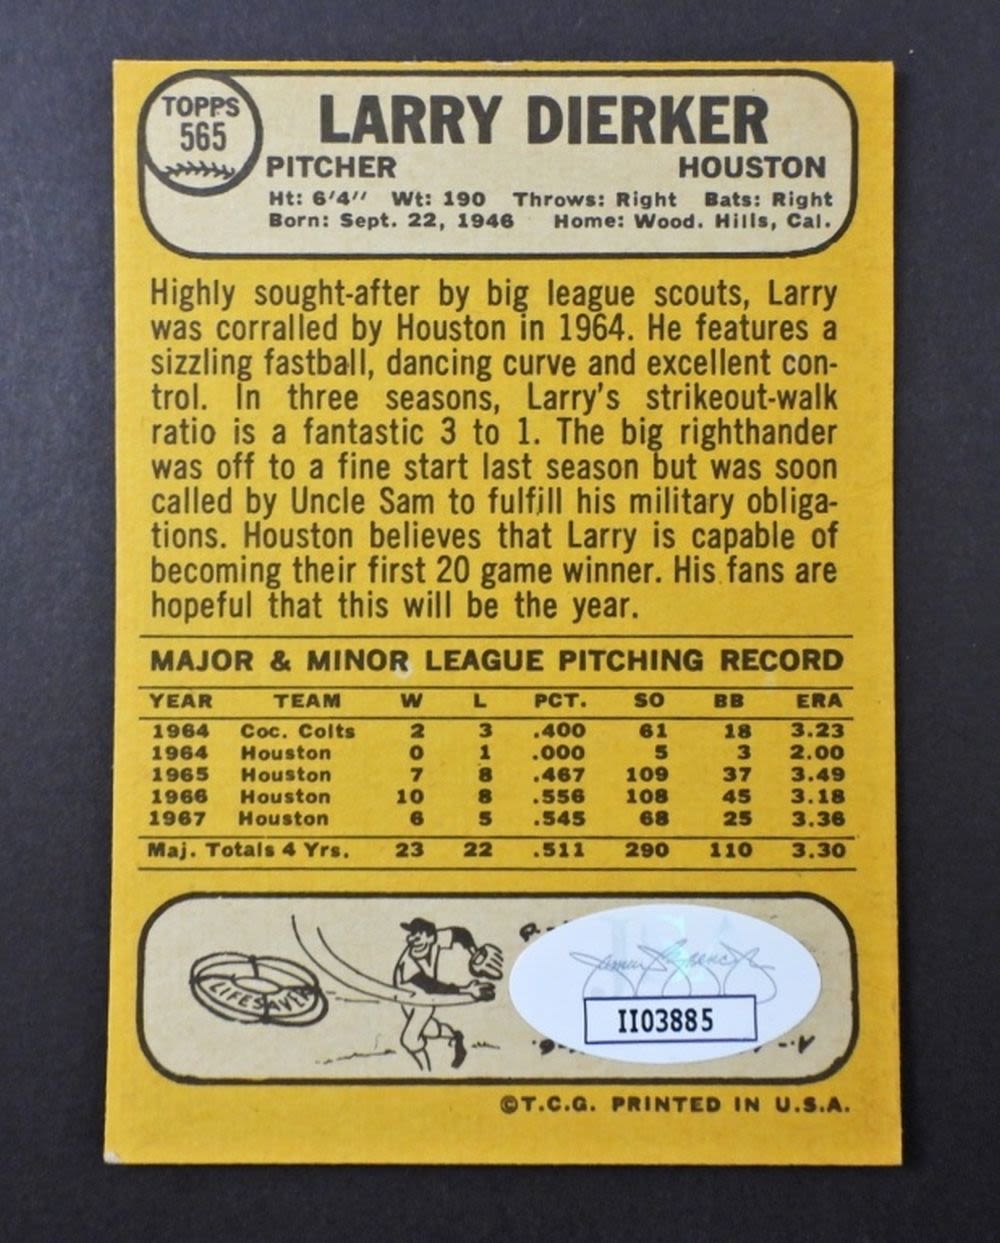 TOPPS
565
LARRY DIERKER
PITCHER HOUSTON
Ht: 6'4" Wt: 190 Throws: Right Bats: Right
Born: Sept. 22, 1946 Home: Wood. Hills, Cal.
Highly sought-after by big league scouts, Larry
was corralled by Houston in 1964. He features a
sizzling fastball, dancing curve and excellent con-
trol. In three seasons, Larry's strikeout-walk
ratio is a fantastic 3 to 1. The big righthander
was off to a fine start last season but was soon
called by Uncle Sam to fulfill his military obliga-
tions. Houston believes that Larry is capable of
becoming their first 20 game winner. His fans are
hopeful that this will be the year.
MAJOR & MINOR LEAGUE PITCHING RECORD
YEAR TEAM W L PCT. SO BB ERA
1964 Coc. Colts 2 3 .400 61 18 3.23
1964 Houston 0 1 .000 5 3 2.00
1965 Houston 7 8 .467 109 37 3.49
1966 Houston 10 8 .556 108 45 3.18
1967 Houston 6 5 .545 68 25 3.36
Maj. Totals 4 Yrs. 23 22 .511 290 110 3.30
LIFESAVER
JSA
II03885
©T.C.G. PRINTED IN U.S.A.